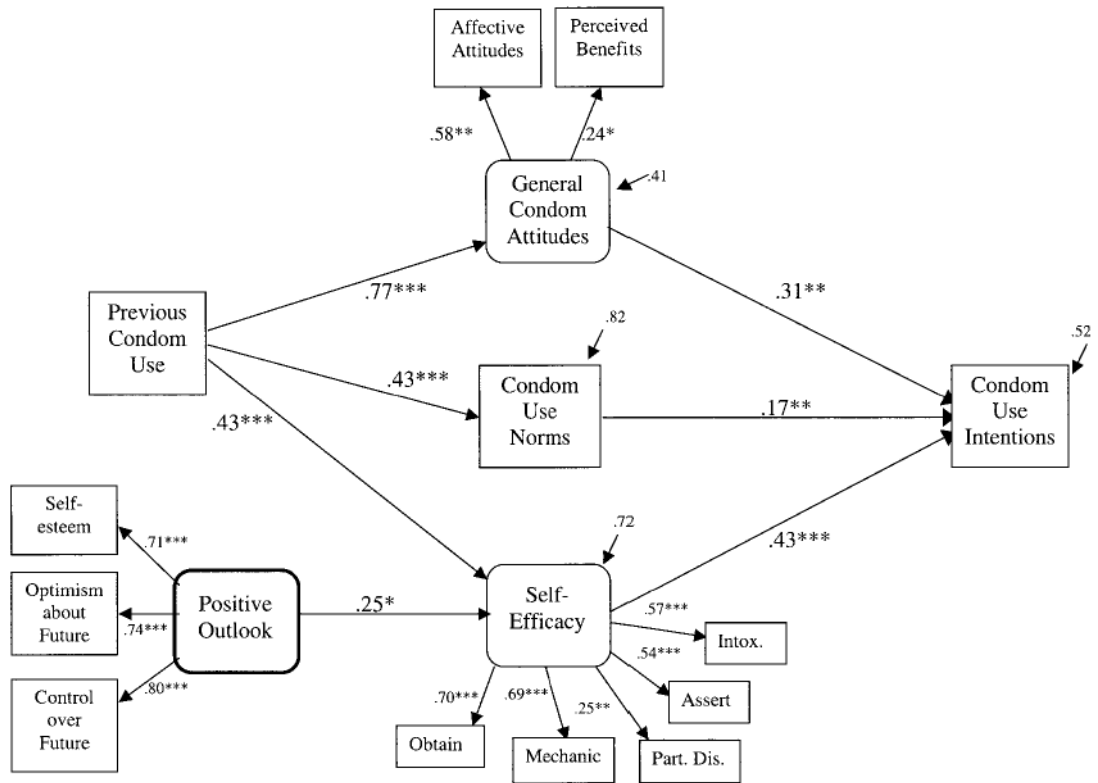 Affective
Attitudes
Perceived
Benefits
.58**
.24*
General
Condom
Attitudes
.41
.77***
.31**
Previous
Condom
Use
.82
.52
.43***
Condom
Use
Norms
.17**
Condom
Use
Intentions
.43***
Self-
esteem
.71***
.72
.43***
Optimism
about
Future
.74***
Positive
Outlook
.25*
Self-
Efficacy
.57***
Intox.
.54***
Control
over
Future
.80***
.70***
.69***
.25**
Assert
Obtain
Mechanic
Part. Dis.